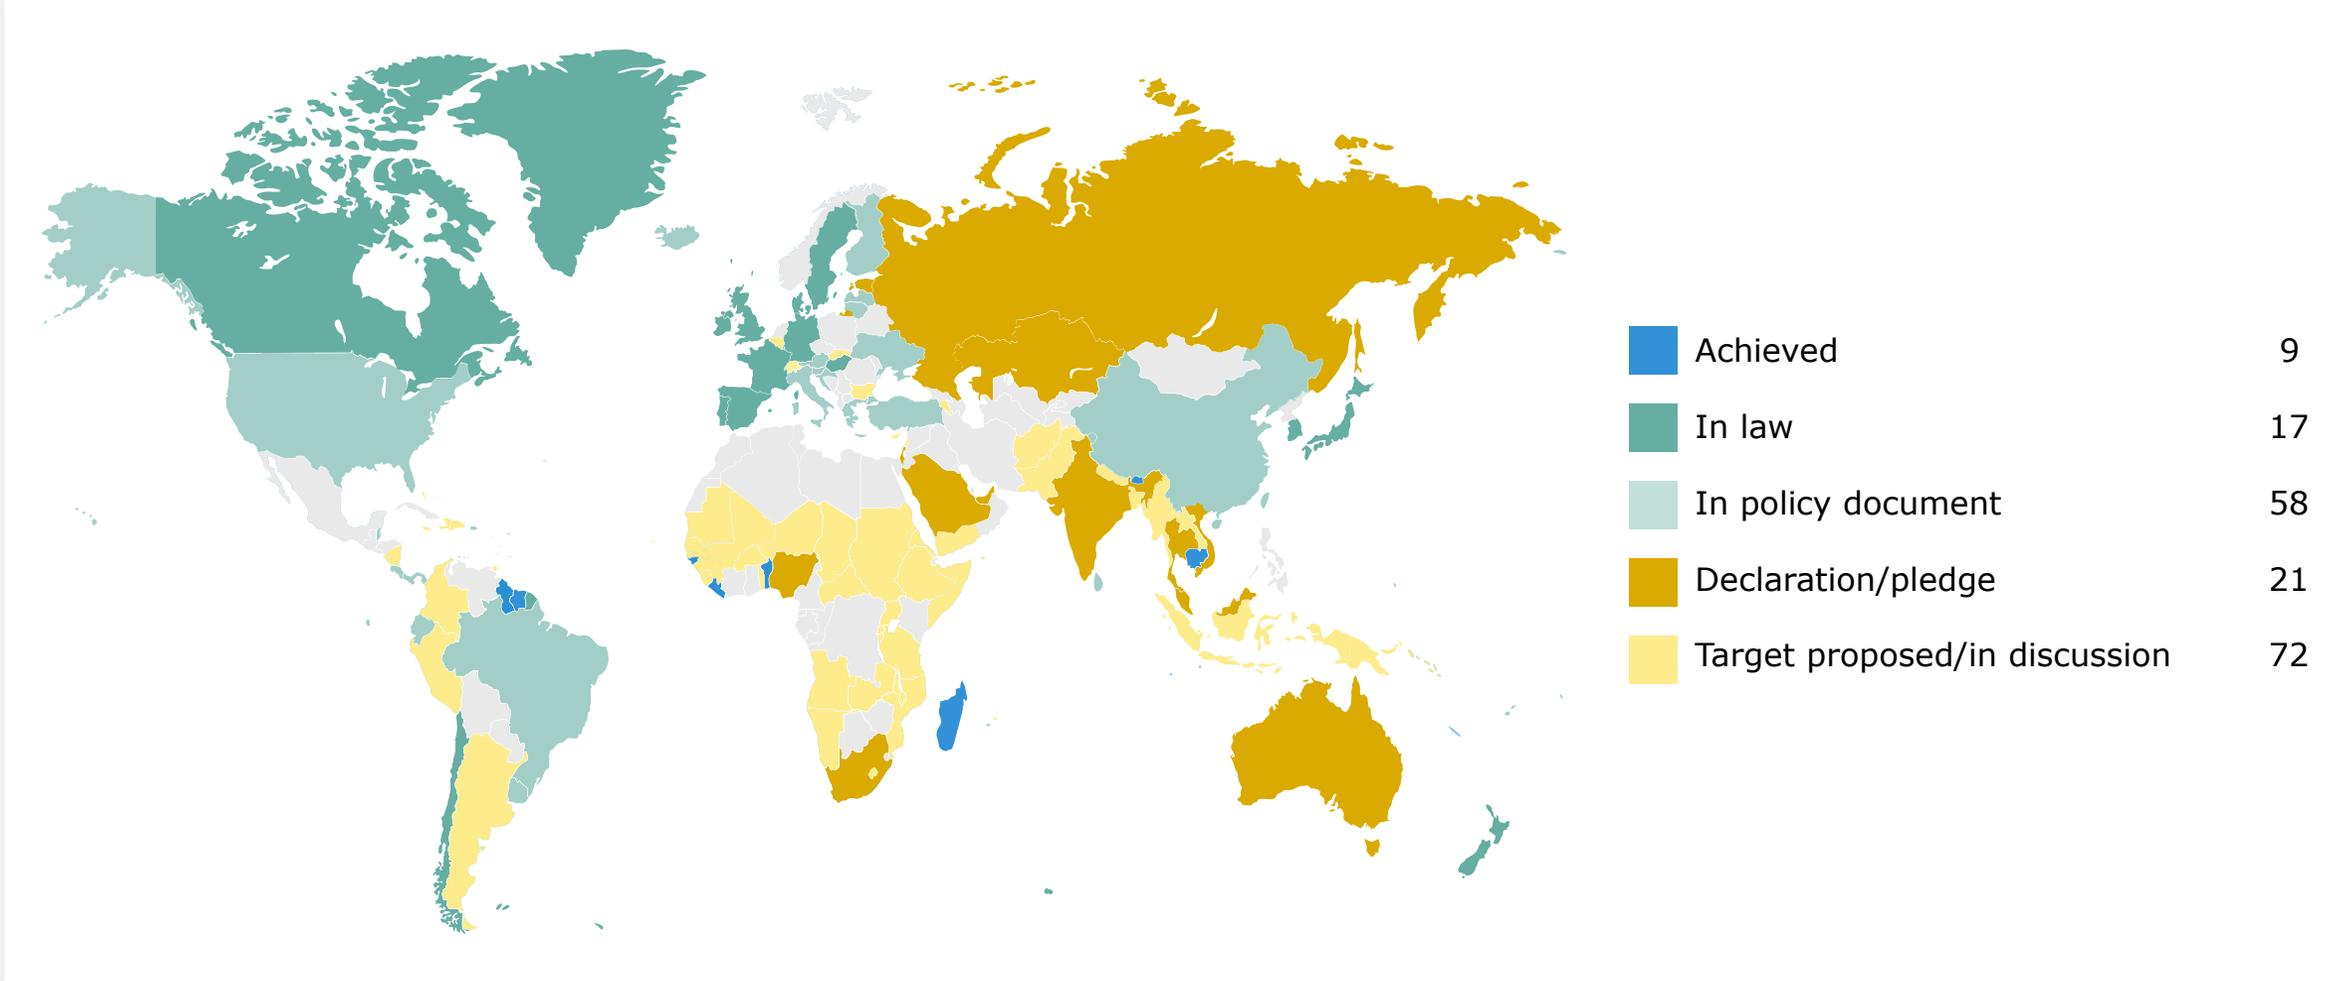 Achieved 9
In law 17
In policy document 58
Declaration/pledge 21
Target proposed/in discussion 72